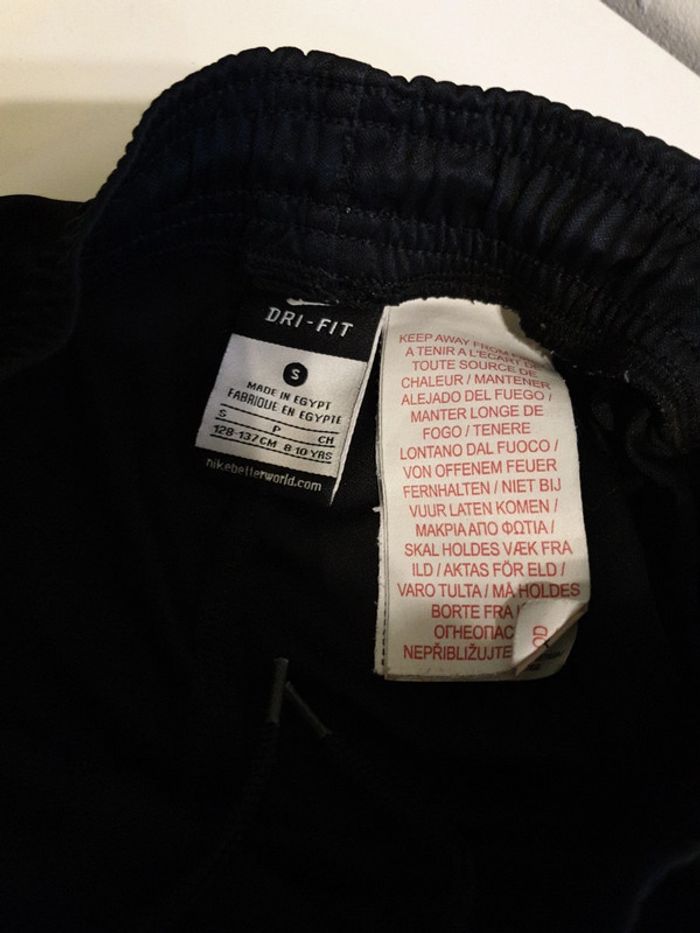 DRI-FIT
S
MADE IN EGYPT
FABRIQUE EN EGYPTE
S P CH
128-137CM 8-10 YRS
nikebetterworld.com
KEEP AWAY FROM
A TENIR A L'ECART DE
TOUTE SOURCE DE
CHALEUR / MANTENER
ALEJADO DEL FUEGO /
MANTER LONGE DE
FOGO / TENERE
LONTANO DAL FUOCO /
VON OFFENEM FEUER
FERNHALTEN / NIET BIJ
VUUR LATEN KOMEN /
ΜΑΚΡΙΑ ΑΠΟ ΦΩΤΙΑ /
SKAL HOLDES VÆK FRA
ILD / AKTAS FÖR ELD /
VARO TULTA / MÅ HOLDES
BORTE FRA
ОГНЕОПАС
NEPŘIBLIŽUJTE